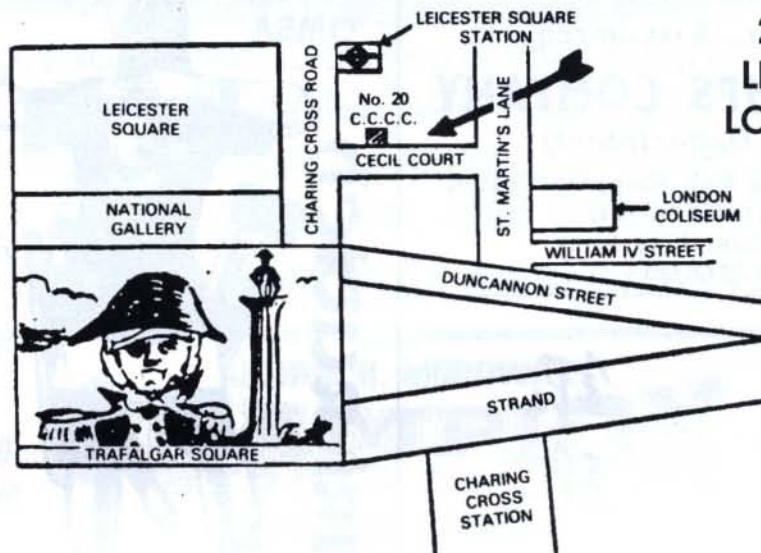 LEICESTER SQUARE
STATION
LEICESTER
SQUARE
CHARING CROSS ROAD
No. 20
C.C.C.C.
CECIL COURT
ST. MARTIN'S LANE
NATIONAL
GALLERY
LONDON
COLISEUM
WILLIAM IV STREET
DUNCANNON STREET
STRAND
TRAFALGAR SQUARE
CHARING
CROSS
STATION